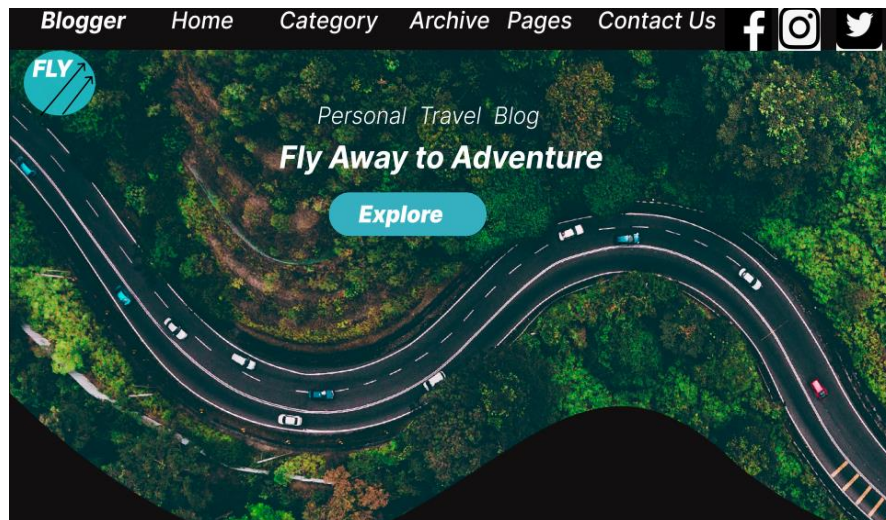 Blogger Home Category Archive Pages Contact Us
FLY
Personal Travel Blog
Fly Away to Adventure
Explore